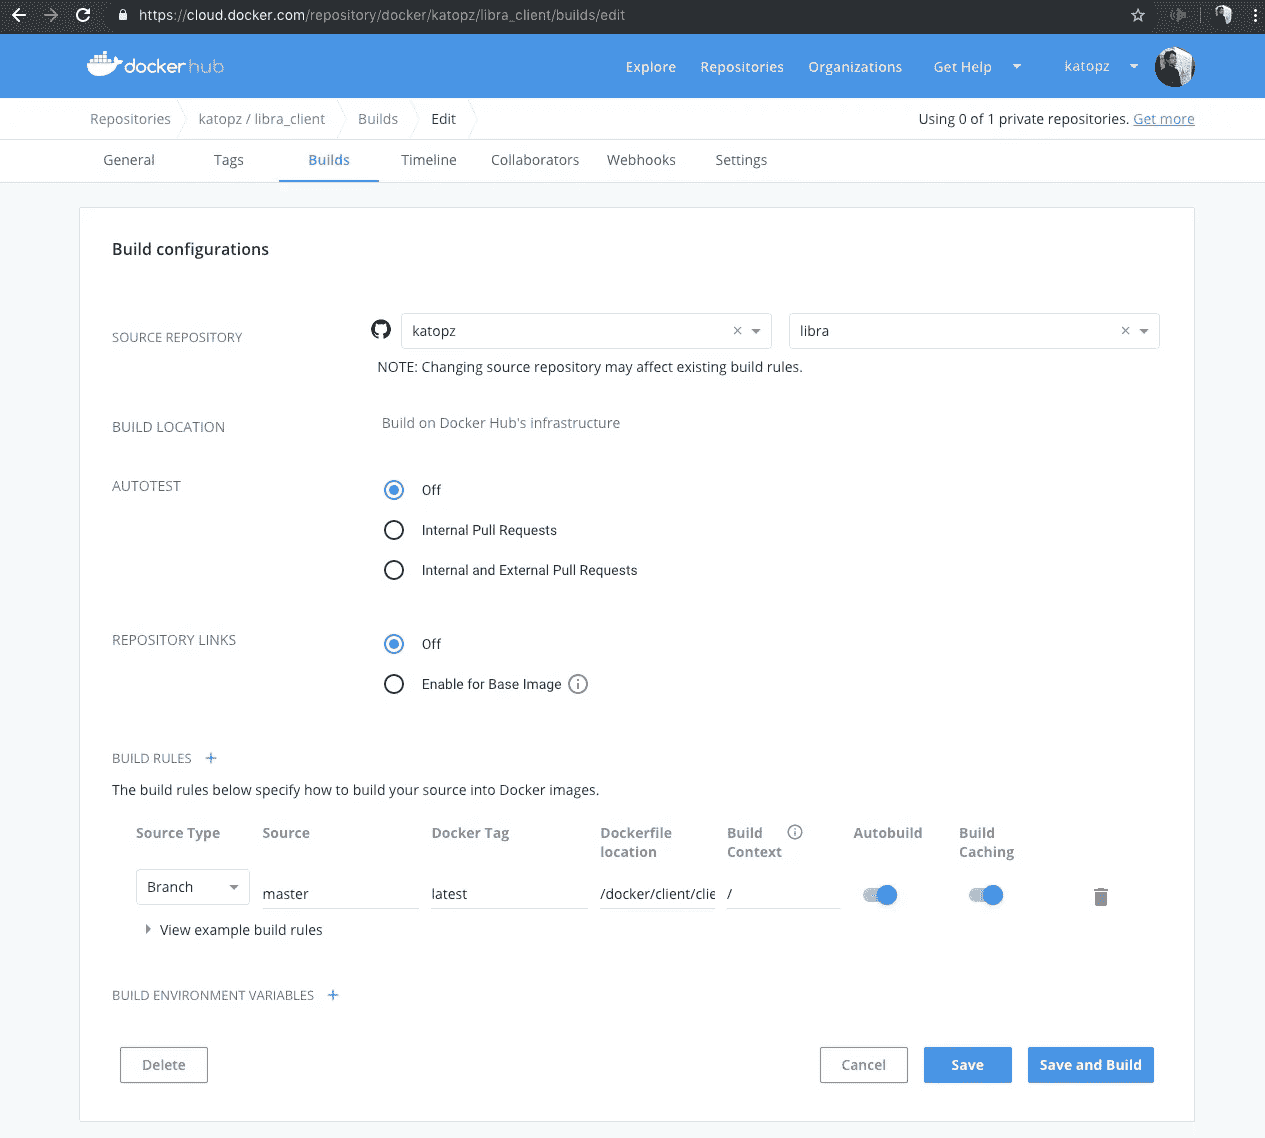 https://cloud.docker.com/repository/docker/katopz/libra_client/builds/edit
docker hub
Explore Repositories Organizations Get Help katopz
Repositories katopz / libra_client Builds Edit Using 0 of 1 private repositories. Get more
General Tags Builds Timeline Collaborators Webhooks Settings
Build configurations
SOURCE REPOSITORY katopz × libra ×
NOTE: Changing source repository may affect existing build rules.
BUILD LOCATION Build on Docker Hub's infrastructure
AUTOTEST Off
Internal Pull Requests
Internal and External Pull Requests
REPOSITORY LINKS Off
Enable for Base Image
BUILD RULES +
The build rules below specify how to build your source into Docker images.
Source Type Source Docker Tag Dockerfile location Build Context Autobuild Build Caching
Branch master latest /docker/client/clie /
View example build rules
BUILD ENVIRONMENT VARIABLES +
Delete Cancel Save Save and Build